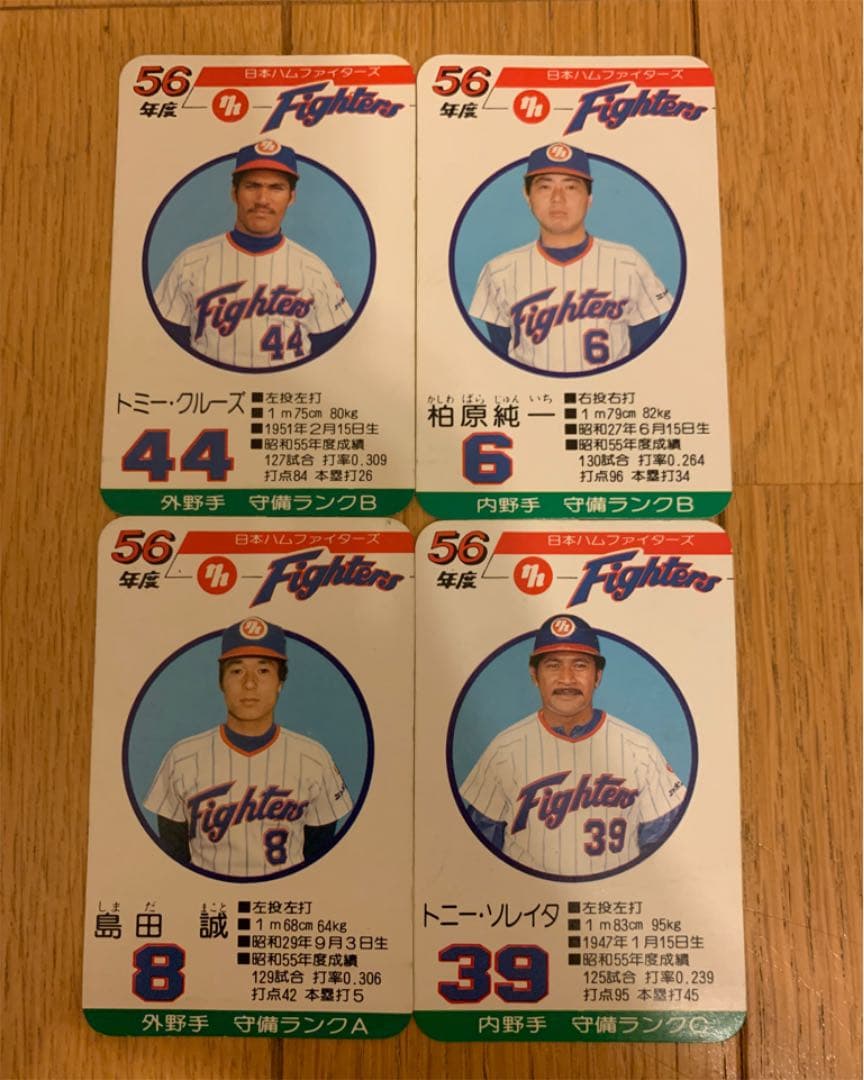 56
年度
日本ハムファイターズ
Fighters
Fighters
44
トミー・クルーズ
44
■左投左打
■1m75cm 80kg
■1951年2月15日生
■昭和55年度成績
127試合 打率0.309
打点84 本塁打26
外野手 守備ランクB
56
年度
日本ハムファイターズ
Fighters
Fighters
6
かしわ ばら じゅん いち
柏原純一
6
■右投右打
■1m79cm 82kg
■昭和27年6月15日生
■昭和55年度成績
130試合 打率0.264
打点96 本塁打34
内野手 守備ランクB
56
年度
日本ハムファイターズ
Fighters
Fighters
8
しま だ まこと
島田 誠
8
■左投左打
■1m68cm 64kg
■昭和29年9月3日生
■昭和55年度成績
129試合 打率0.306
打点42 本塁打5
外野手 守備ランクA
56
年度
日本ハムファイターズ
Fighters
Fighters
39
トニー・ソレイタ
39
■左投左打
■1m83cm 95kg
■1947年1月15日生
■昭和55年度成績
125試合 打率0.239
打点95 本塁打45
内野手 守備ランクC